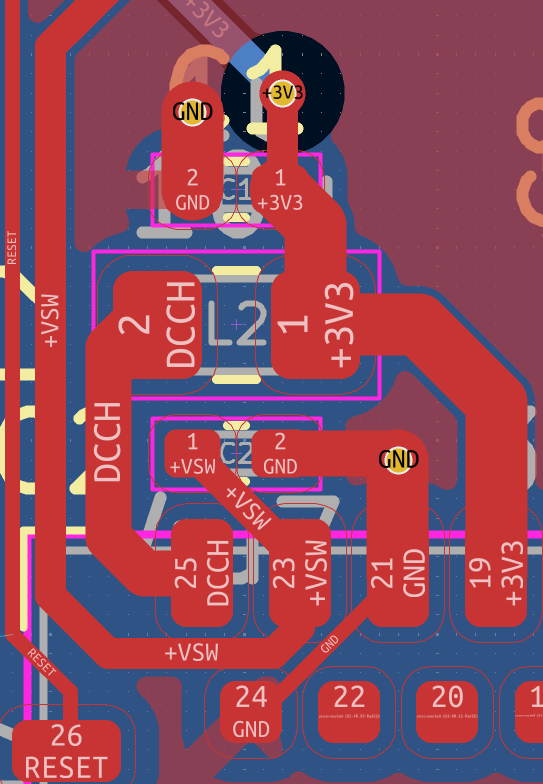 +3V3
1
GND
+3V3
2
GND
C1
1
+3V3
RESET
+VSW
2
DCCH
L2
1
+3V3
DCCH
1
+VSW
C2
2
GND
GND
+VSW
25
DCCH
23
+VSW
21
GND
19
+3V3
+VSW
GND
RESET
24
GND
22
20
26
RESET